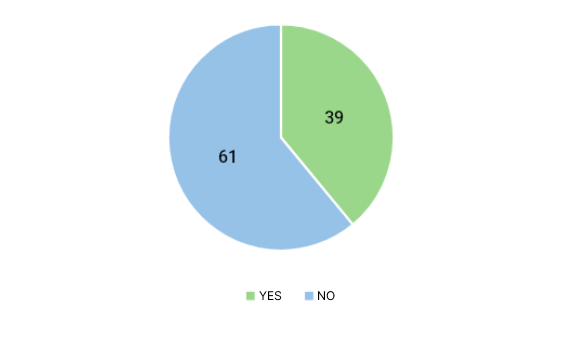 39
61
YES NO